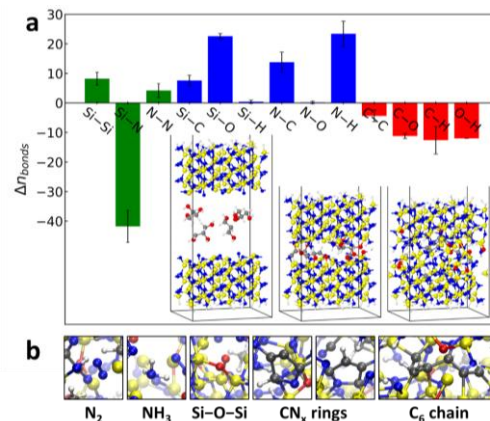 a
30
20
10
0
−10
−20
−30
−40
Δn_bonds
Si−Si
Si−N
N−N
Si−C
Si−O
Si−H
N−C
N−O
N−H
C−C
C−O
C−H
O−H
b
N₂ NH₃ Si−O−Si CNₓ rings C₆ chain